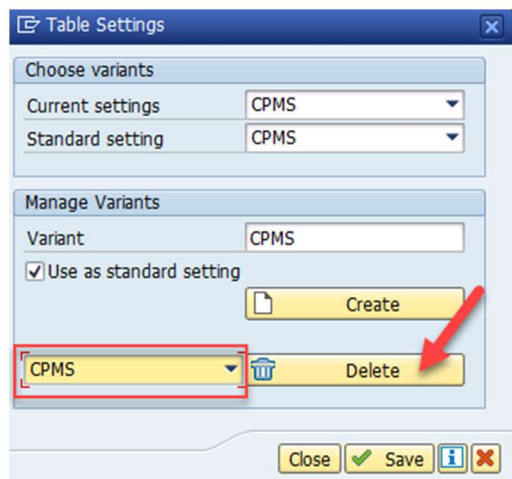 Table Settings
Choose variants
Current settings CPMS
Standard setting CPMS
Manage Variants
Variant CPMS
Use as standard setting
Create
CPMS Delete
Close Save